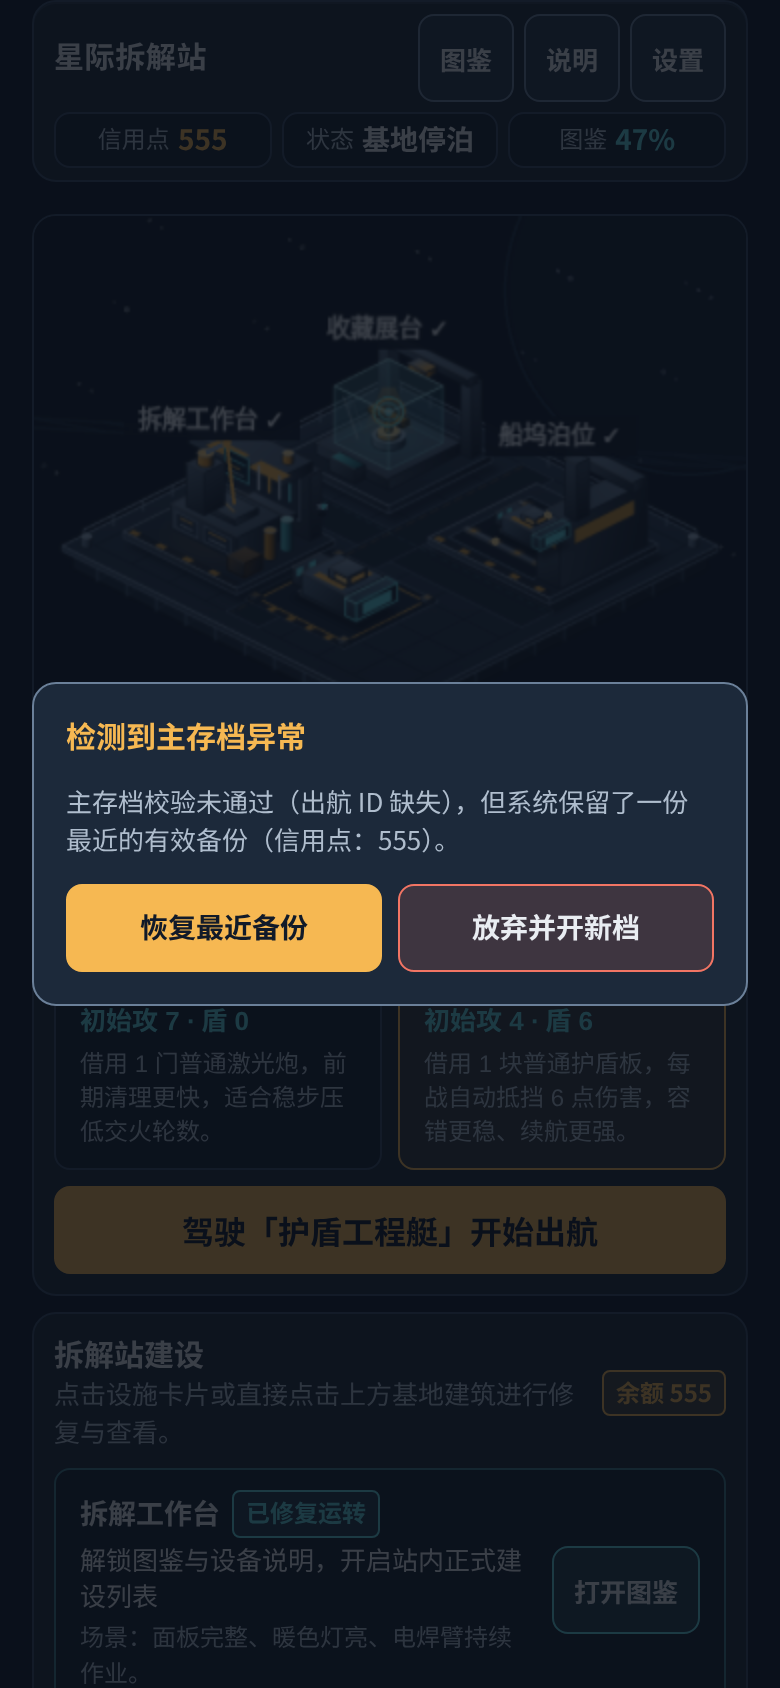 星际拆解站
图鉴
说明
设置
信用点 555
状态 基地停泊
图鉴 47%
收藏展台 ✓
拆解工作台 ✓
船坞泊位 ✓
检测到主存档异常
主存档校验未通过（出航 ID 缺失），但系统保留了一份
最近的有效备份（信用点：555）。
恢复最近备份
放弃并开新档
初始攻 7 · 盾 0
借用 1 门普通激光炮，前
期清理更快，适合稳步压
低交火轮数。
初始攻 4 · 盾 6
借用 1 块普通护盾板，每
战自动抵挡 6 点伤害，容
错更稳、续航更强。
驾驶「护盾工程艇」开始出航
拆解站建设
点击设施卡片或直接点击上方基地建筑进行修
复与查看。
余额 555
拆解工作台
已修复运转
解锁图鉴与设备说明，开启站内正式建
设列表
场景：面板完整、暖色灯亮、电焊臂持续
作业。
打开图鉴